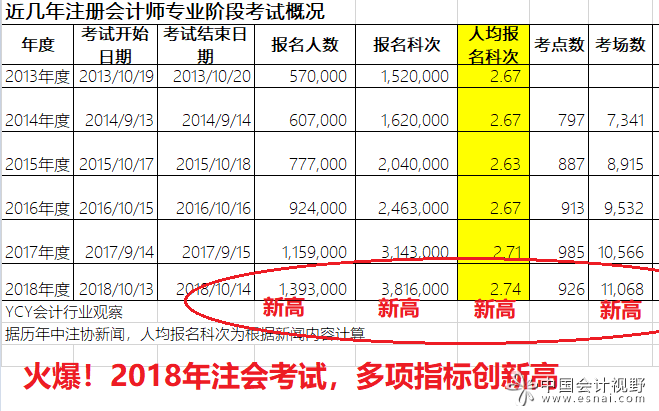 近几年注册会计师专业阶段考试概况
年度 考试开始日期 考试结束日期 报名人数 报名科次 人均报名科次 考点数 考场数
2013年度 2013/10/19 2013/10/20 570,000 1,520,000 2.67
2014年度 2014/9/13 2014/9/14 607,000 1,620,000 2.67 797 7,341
2015年度 2015/10/17 2015/10/18 777,000 2,040,000 2.63 887 8,915
2016年度 2016/10/15 2016/10/16 924,000 2,463,000 2.67 913 9,532
2017年度 2017/9/14 2017/9/15 1,159,000 3,143,000 2.71 985 10,566
2018年度 2018/10/13 2018/10/14 1,393,000 3,816,000 2.74 926 11,068
YCY会计行业观察 新高 新高 新高 新高
据历年中注协新闻，人均报名科次为根据新闻内容计算
火爆！2018年注会考试，多项指标创新高
中国会计视野
www.esnai.com